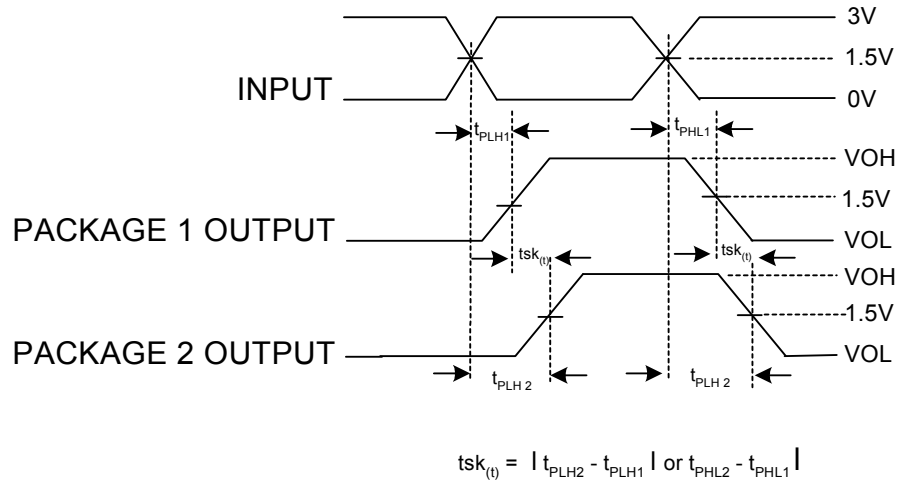 3V
1.5V
INPUT
0V
tPLH1
tPHL1
VOH
1.5V
PACKAGE 1 OUTPUT
VOL
tsk(t)
tsk(t)
VOH
1.5V
PACKAGE 2 OUTPUT
VOL
tPLH 2
tPLH 2
tsk(t) = | tPLH2 - tPLH1 | or tPHL2 - tPHL1 |